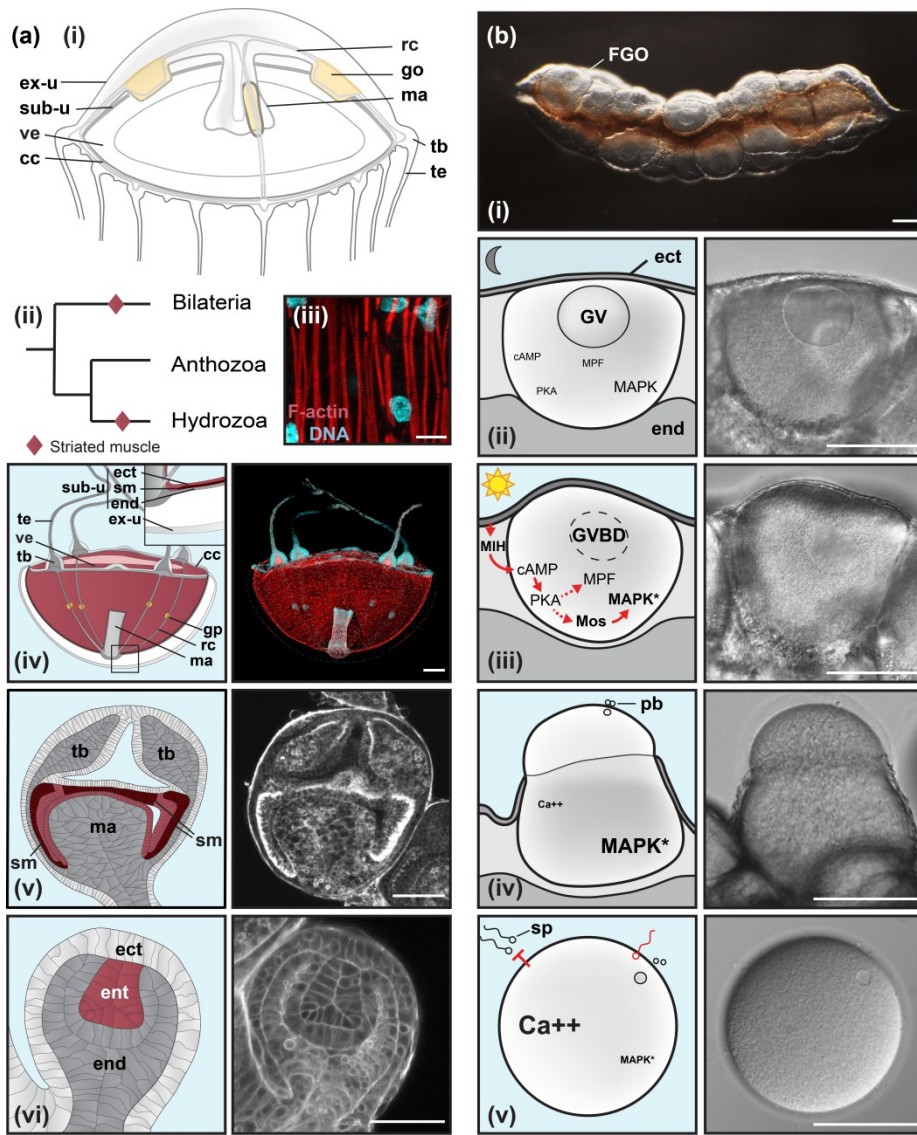 (a) (i)
rc
go
ma
ex-u
sub-u
ve
cc
tb
te
(ii)
Bilateria
Anthozoa
Hydrozoa
Striated muscle
(iii)
F-actin
DNA
ect
sub-u sm
end
ex-u
te
ve
tb
cc
gp
rc
ma
(iv)
tb tb
ma
sm
sm
(v)
ect
ent
end
(vi)
(b)
FGO
(i)
ect
GV
cAMP MPF
PKA MAPK
end
(ii)
GVBD
MIH
cAMP MPF
PKA MAPK*
Mos
(iii)
pb
Ca++
MAPK*
(iv)
sp
Ca++
MAPK*
(v)